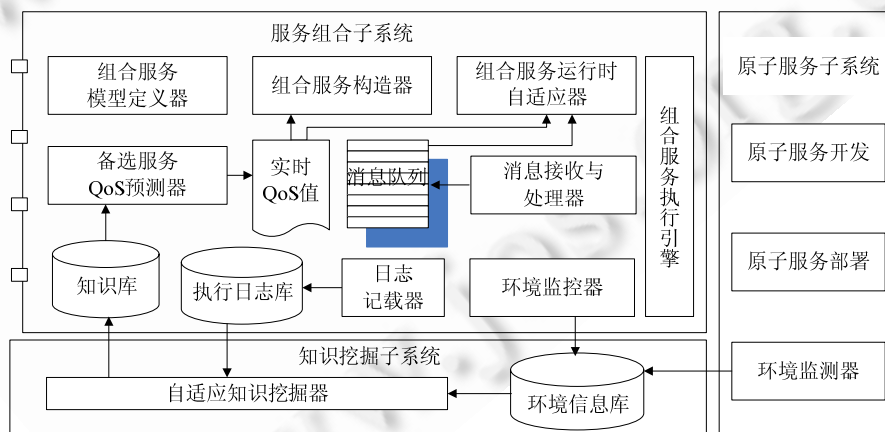 服务组合子系统
组合服务
模型定义器
组合服务构造器
组合服务运行时
自适应器
组合服务执行引擎
备选服务
QoS预测器
实时
QoS值
消息队列
消息接收与
处理器
知识库
执行日志库
日志
记载器
环境监控器
原子服务子系统
原子服务开发
原子服务部署
环境监测器
知识挖掘子系统
自适应知识挖掘器
环境信息库